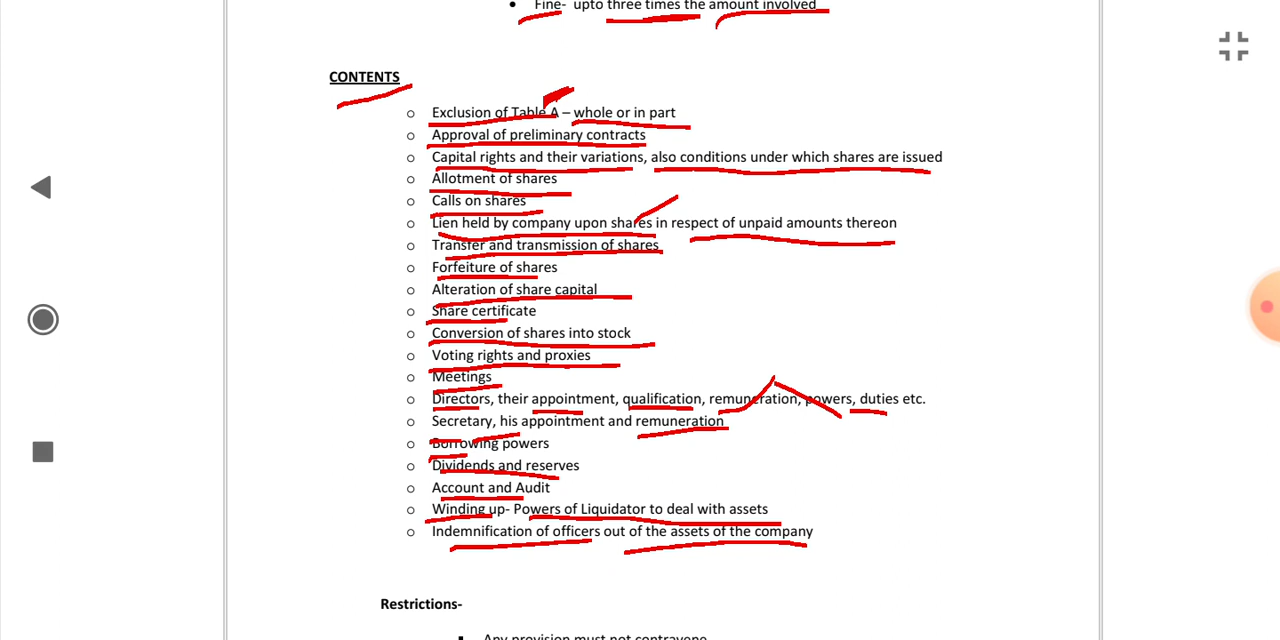 Fine- upto three times the amount involved
CONTENTS
Exclusion of Table A – whole or in part
Approval of preliminary contracts
Capital rights and their variations, also conditions under which shares are issued
Allotment of shares
Calls on shares
Lien held by company upon shares in respect of unpaid amounts thereon
Transfer and transmission of shares
Forfeiture of shares
Alteration of share capital
Share certificate
Conversion of shares into stock
Voting rights and proxies
Meetings
Directors, their appointment, qualification, remuneration, powers, duties etc.
Secretary, his appointment and remuneration
Borrowing powers
Dividends and reserves
Account and Audit
Winding up- Powers of Liquidator to deal with assets
Indemnification of officers out of the assets of the company
Restrictions-
Any provision must not contravene